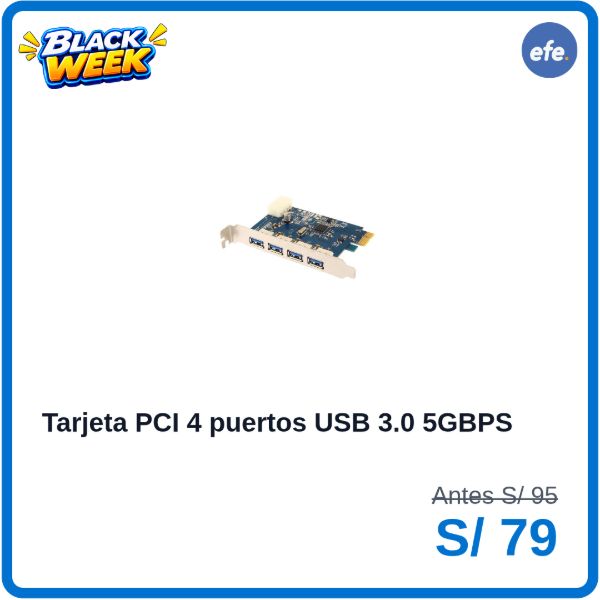 BLACK
WEEK
efe.
Tarjeta PCI 4 puertos USB 3.0 5GBPS
Antes S/ 95
S/ 79